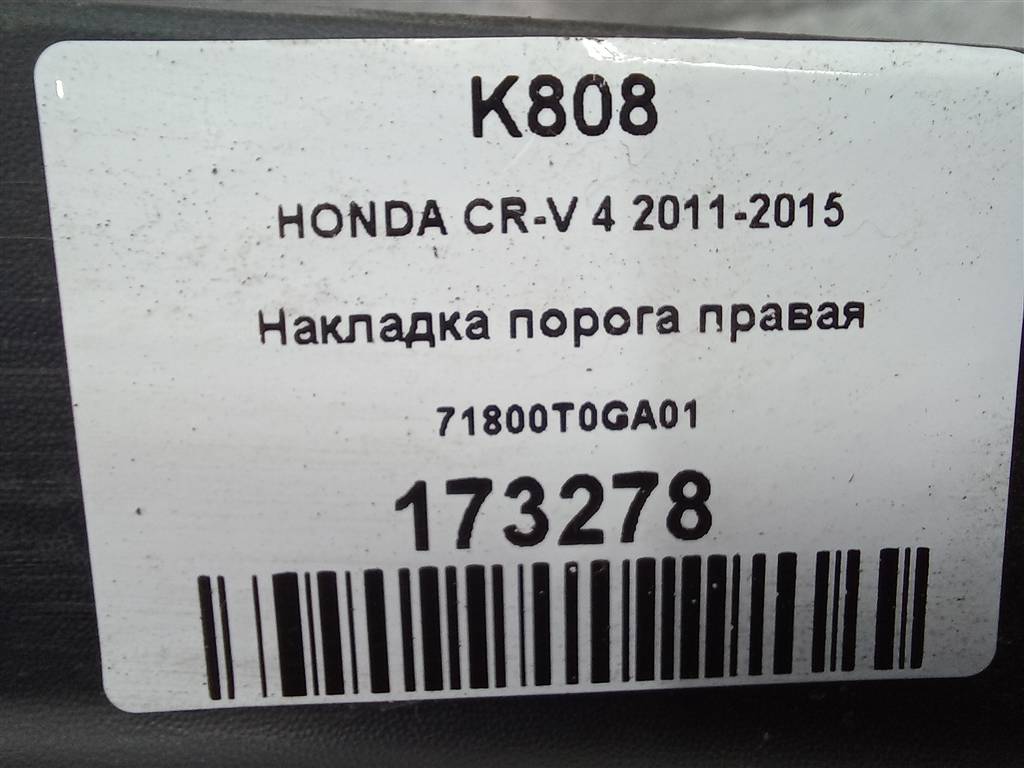 K808
HONDA CR-V 4 2011-2015
Накладка порога правая
71800T0GA01
173278